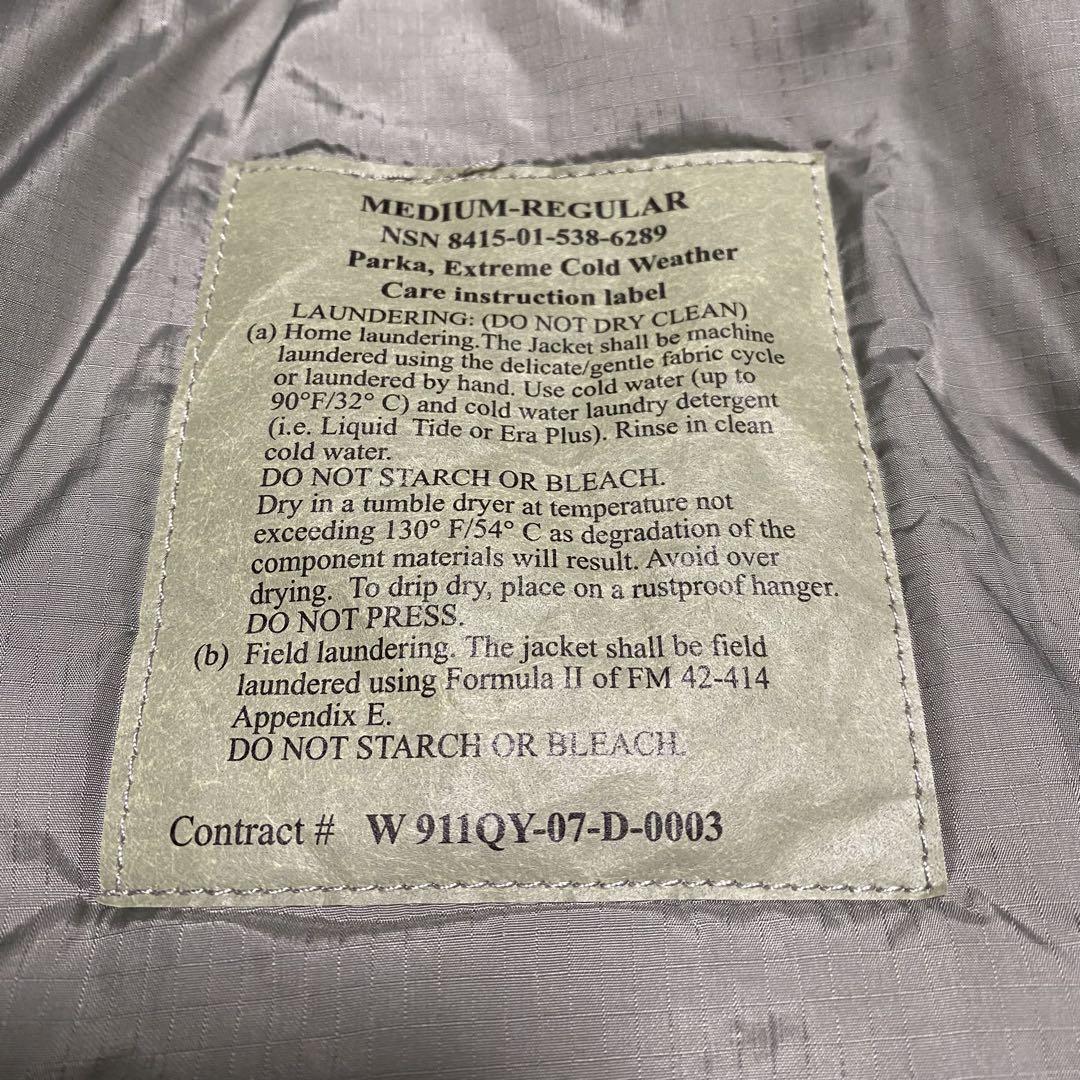 MEDIUM-REGULAR
NSN 8415-01-538-6289
Parka, Extreme Cold Weather
Care instruction label
LAUNDERING: (DO NOT DRY CLEAN)
(a) Home laundering. The Jacket shall be machine
laundered using the delicate/gentle fabric cycle
or laundered by hand. Use cold water (up to
90°F/32° C) and cold water laundry detergent
(i.e. Liquid Tide or Era Plus). Rinse in clean
cold water.
DO NOT STARCH OR BLEACH.
Dry in a tumble dryer at temperature not
exceeding 130° F/54° C as degradation of the
component materials will result. Avoid over
drying. To drip dry, place on a rustproof hanger.
DO NOT PRESS.
(b) Field laundering. The jacket shall be field
laundered using Formula II of FM 42-414
Appendix E.
DO NOT STARCH OR BLEACH.
Contract # W 911QY-07-D-0003